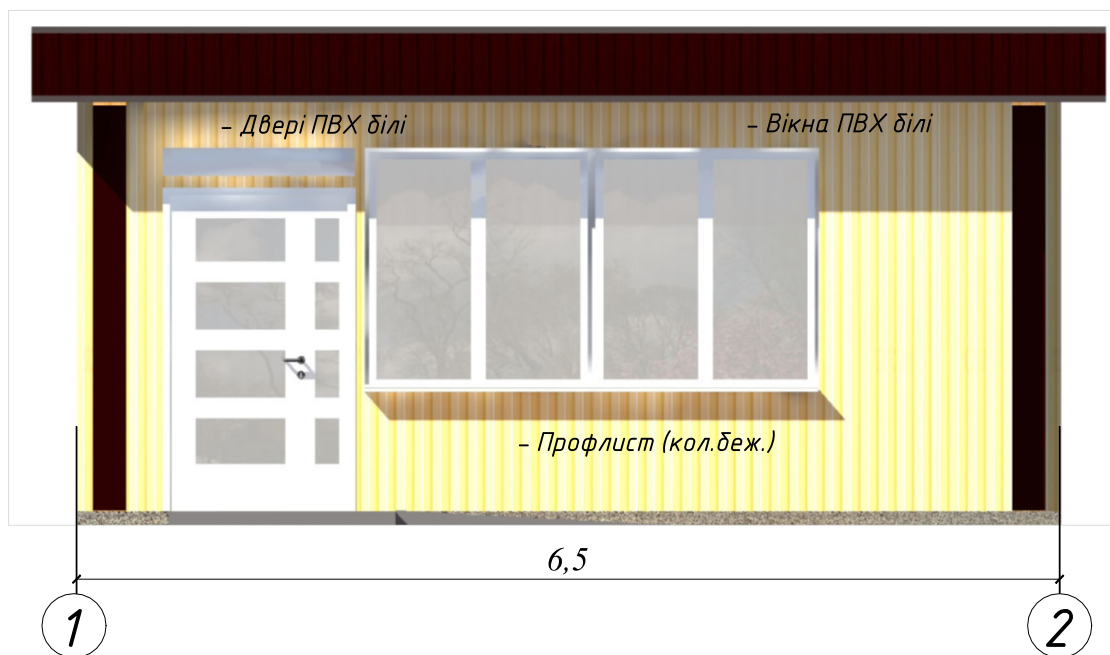 - Двері ПВХ білі
- Вікна ПВХ білі
- Профлист (кол.беж.)
6,5
1
2